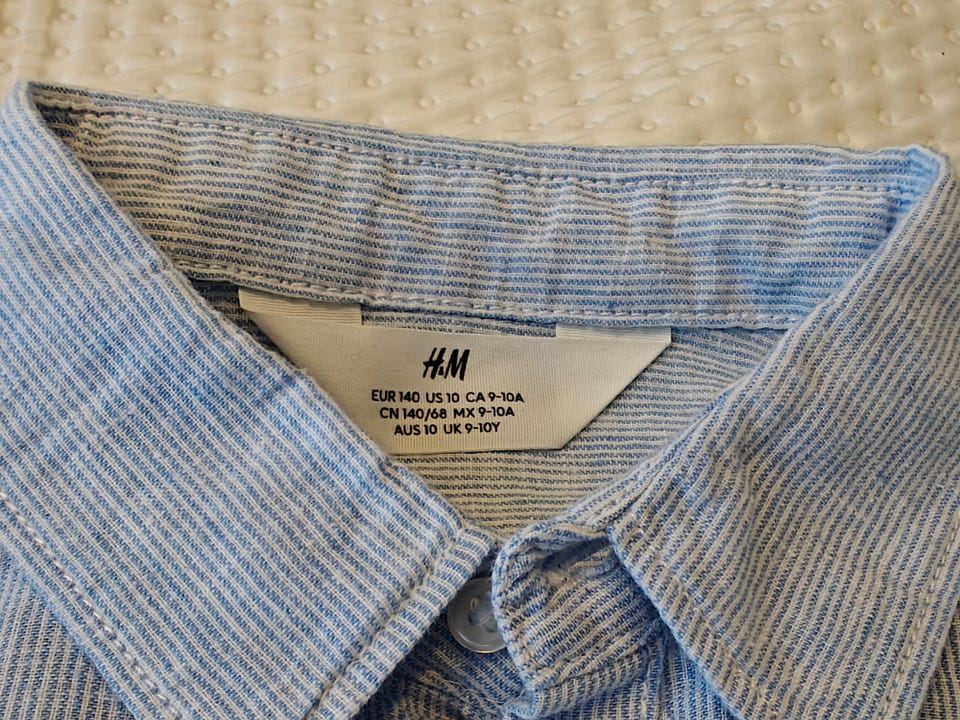 H&M
EUR 140 US 10 CA 9-10A
CN 140/68 MX 9-10A
AUS 10 UK 9-10Y